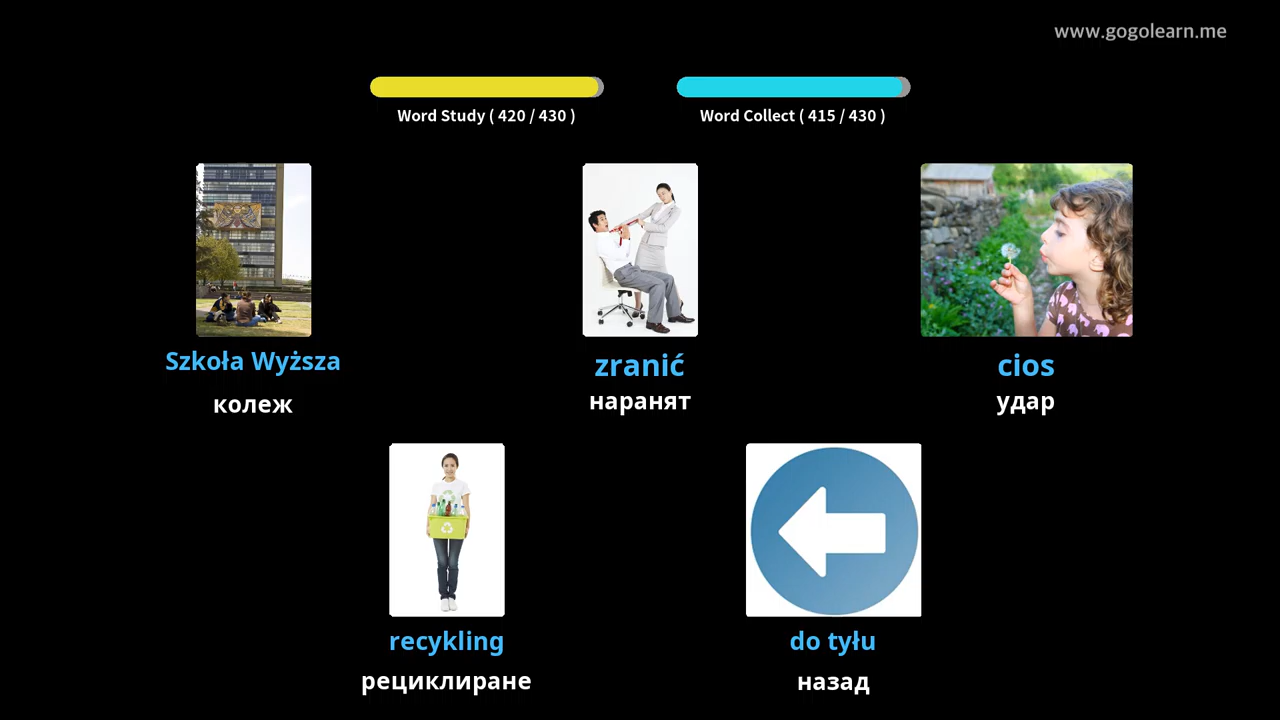 www.gogolearn.me
Word Study ( 420 / 430 )
Word Collect ( 415 / 430 )
Szkoła Wyższa
колеж
zranić
нараняT
cios
удар
recykling
рециклиране
do tyłu
назад